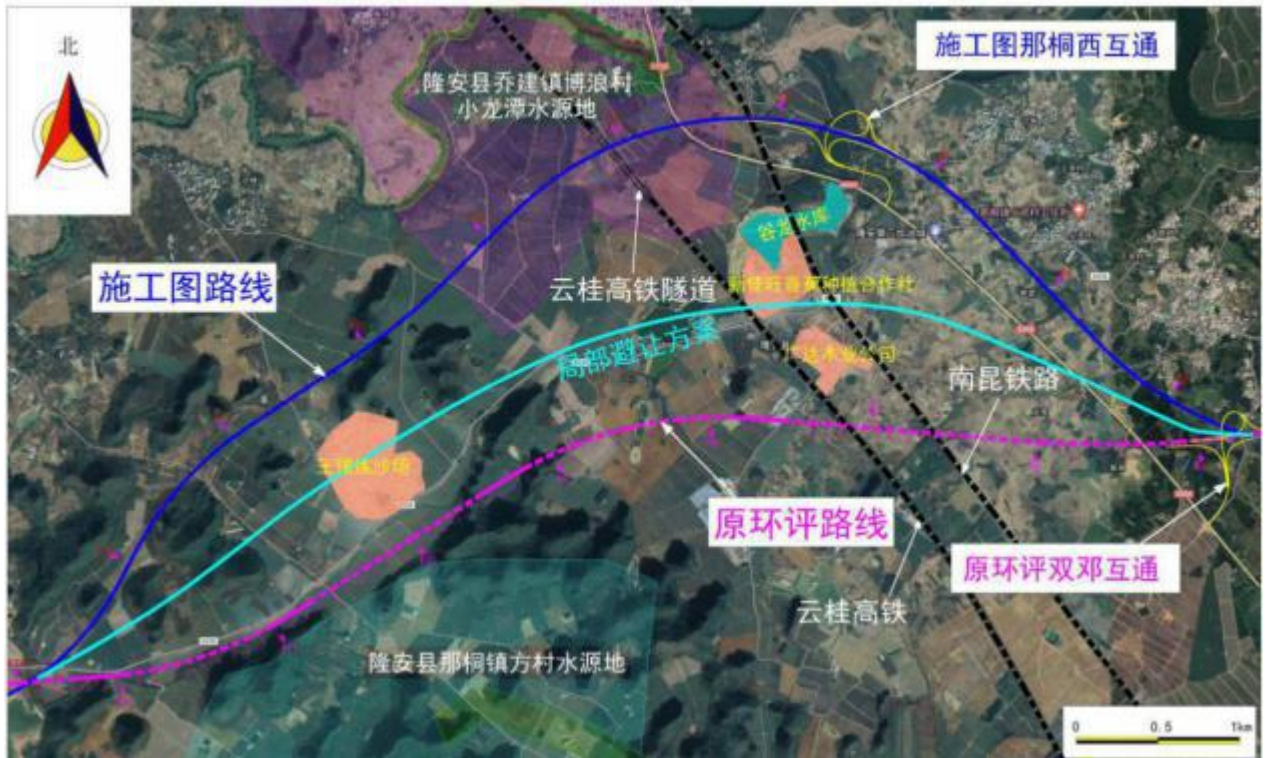 北
施工图那桐西互通
隆安县乔建镇博浪村
小龙潭水源地
谷龙水库
施工图路线
云桂高铁隧道
局部避让方案
南昆铁路
原环评路线
原环评双邓互通
云桂高铁
隆安县那桐镇方村水源地
0 0.5 1km